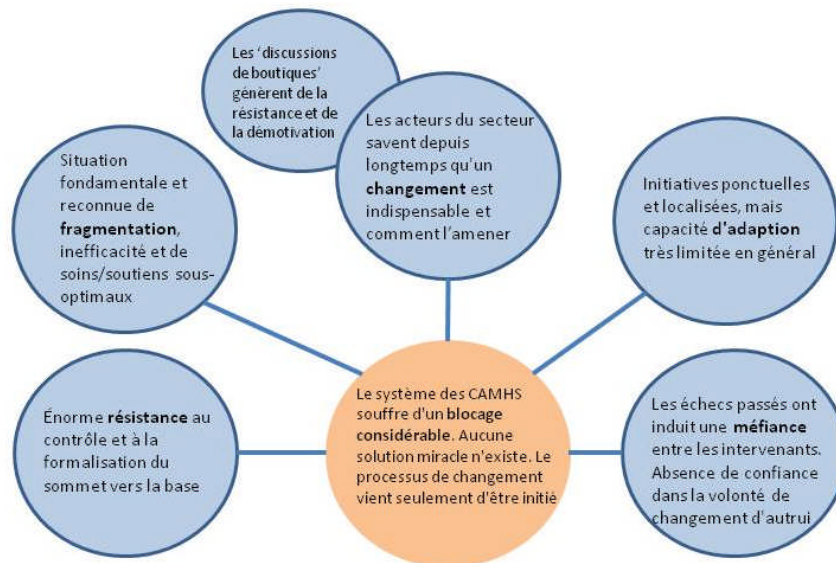 Les ‘discussions
de boutiques’
génèrent de la
résistance et de
la démotivation
Les acteurs du secteur
savent depuis
longtemps qu'un
changement est
indispensable et
comment l’amener
Situation
fondamentale et
reconnue de
fragmentation,
inefficacité et de
soins/soutiens sous-
optimaux
Initiatives ponctuelles
et localisées, mais
capacité d'adaption
très limitée en général
Énorme résistance au
contrôle et à la
formalisation du
sommet vers la base
Le système des CAMHS
souffre d'un blocage
considérable. Aucune
solution miracle n'existe. Le
processus de changement
vient seulement d'être initié
Les échecs passés ont
induit une méfiance
entre les intervenants.
Absence de confiance
dans la volonté de
changement d'autrui